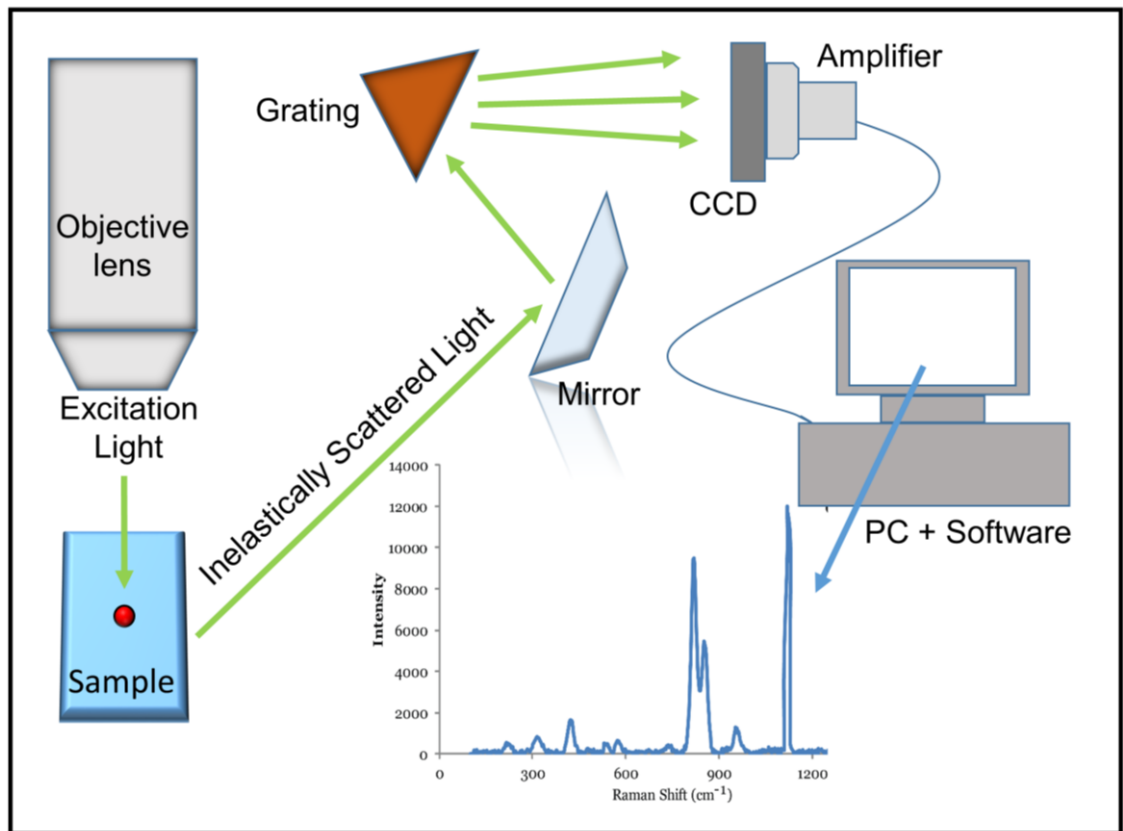 Amplifier
Grating
CCD
Objective
lens
Mirror
Excitation
Light
Inelastically Scattered Light
Sample
PC + Software
14000
12000
10000
8000
6000
4000
2000
0
Intensity
0 300 600 900 1200
Raman Shift (cm⁻¹)